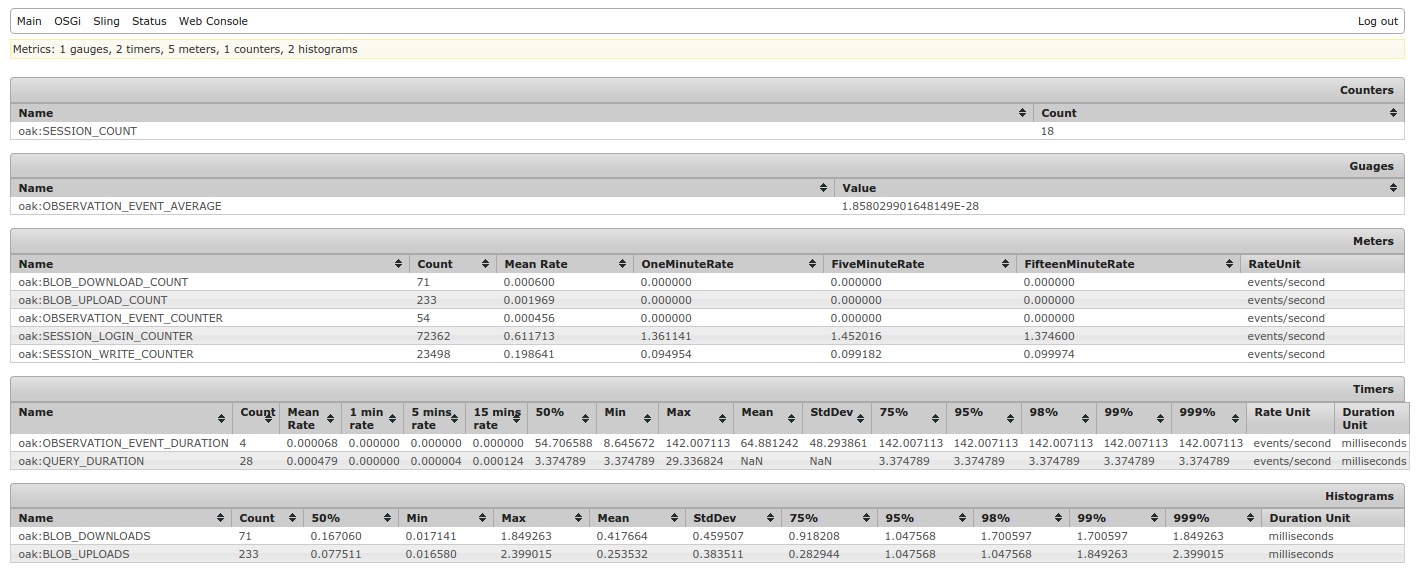 Main OSGi Sling Status Web Console Log out
Metrics: 1 gauges, 2 timers, 5 meters, 1 counters, 2 histograms
Counters
Name Count
oak:SESSION_COUNT 18
Guages
Name Value
oak:OBSERVATION_EVENT_AVERAGE 1.858029901648149E-28
Meters
Name Count Mean Rate OneMinuteRate FiveMinuteRate FifteenMinuteRate RateUnit
oak:BLOB_DOWNLOAD_COUNT 71 0.000600 0.000000 0.000000 0.000000 events/second
oak:BLOB_UPLOAD_COUNT 233 0.001969 0.000000 0.000000 0.000000 events/second
oak:OBSERVATION_EVENT_COUNTER 54 0.000456 0.000000 0.000000 0.000000 events/second
oak:SESSION_LOGIN_COUNTER 72362 0.611713 1.361141 1.452016 1.374600 events/second
oak:SESSION_WRITE_COUNTER 23498 0.198641 0.094954 0.099182 0.099974 events/second
Timers
Name Count Mean Rate 1 min rate 5 mins rate 15 mins rate 50% Min Max Mean StdDev 75% 95% 98% 99% 999% Rate Unit Duration Unit
oak:OBSERVATION_EVENT_DURATION 4 0.000068 0.000000 0.000000 0.000000 54.706588 8.645672 142.007113 64.881242 48.293861 142.007113 142.007113 142.007113 142.007113 142.007113 events/second milliseconds
oak:QUERY_DURATION 28 0.000479 0.000000 0.000004 0.000124 3.374789 3.374789 29.336824 NaN NaN 3.374789 3.374789 3.374789 3.374789 3.374789 events/second milliseconds
Histograms
Name Count 50% Min Max Mean StdDev 75% 95% 98% 99% 999% Duration Unit
oak:BLOB_DOWNLOADS 71 0.167060 0.017141 1.849263 0.417664 0.459507 0.918208 1.047568 1.700597 1.700597 1.849263 milliseconds
oak:BLOB_UPLOADS 233 0.077511 0.016580 2.399015 0.253532 0.383511 0.282944 1.047568 1.047568 1.849263 2.399015 milliseconds